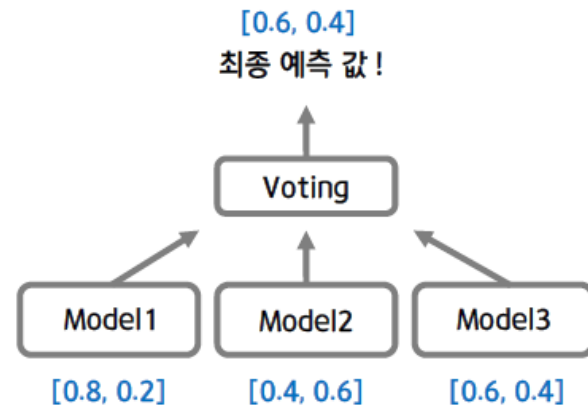 [0.6, 0.4]
최종 예측 값 !
Voting
Model1 Model2 Model3
[0.8, 0.2] [0.4, 0.6] [0.6, 0.4]